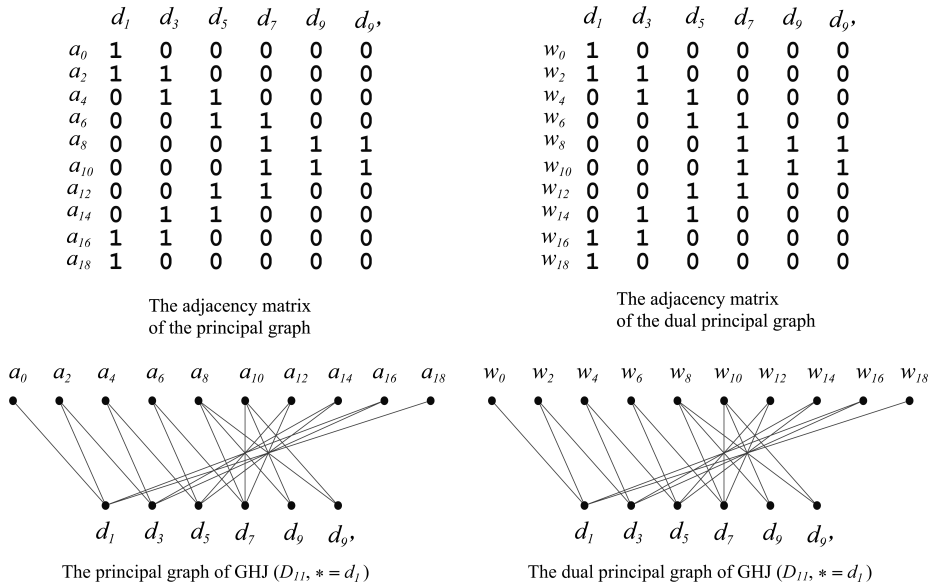 d₁ d₃ d₅ d₇ d₉ d₉,
a₀ 1 0 0 0 0 0
a₂ 1 1 0 0 0 0
a₄ 0 1 1 0 0 0
a₆ 0 0 1 1 0 0
a₈ 0 0 0 1 1 1
a₁₀ 0 0 0 1 1 1
a₁₂ 0 0 1 1 0 0
a₁₄ 0 1 1 0 0 0
a₁₆ 1 1 0 0 0 0
a₁₈ 1 0 0 0 0 0
The adjacency matrix
of the principal graph
d₁ d₃ d₅ d₇ d₉ d₉,
w₀ 1 0 0 0 0 0
w₂ 1 1 0 0 0 0
w₄ 0 1 1 0 0 0
w₆ 0 0 1 1 0 0
w₈ 0 0 0 1 1 1
w₁₀ 0 0 0 1 1 1
w₁₂ 0 0 1 1 0 0
w₁₄ 0 1 1 0 0 0
w₁₆ 1 1 0 0 0 0
w₁₈ 1 0 0 0 0 0
The adjacency matrix
of the dual principal graph
a₀ a₂ a₄ a₆ a₈ a₁₀ a₁₂ a₁₄ a₁₆ a₁₈
d₁ d₃ d₅ d₇ d₉ d₉,
The principal graph of GHJ (D₁₁, * = d₁)
w₀ w₂ w₄ w₆ w₈ w₁₀ w₁₂ w₁₄ w₁₆ w₁₈
d₁ d₃ d₅ d₇ d₉ d₉,
The dual principal graph of GHJ (D₁₁, * = d₁)